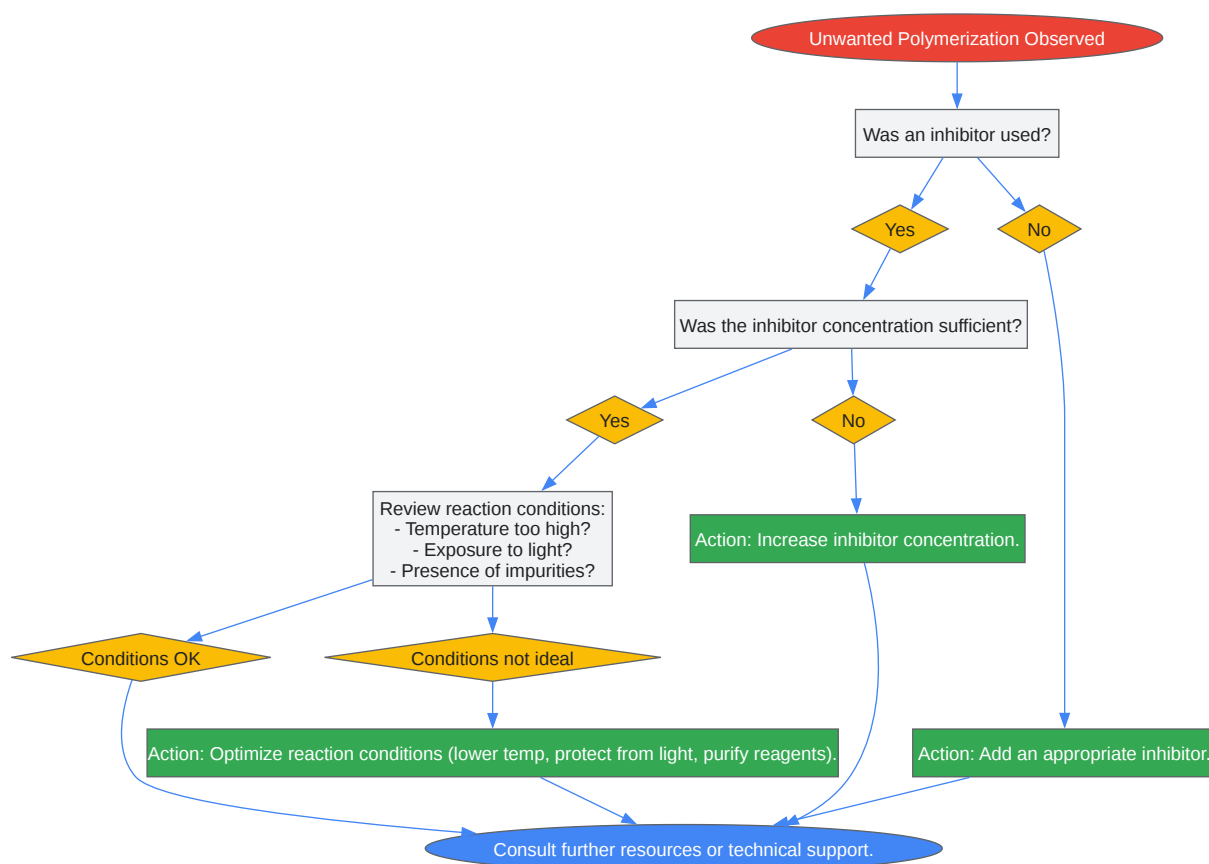 Unwanted Polymerization Observed
Was an inhibitor used?
Yes
No
Was the inhibitor concentration sufficient?
Yes
No
Review reaction conditions:
- Temperature too high?
- Exposure to light?
- Presence of impurities?
Action: Increase inhibitor concentration.
Conditions OK
Conditions not ideal
Action: Optimize reaction conditions (lower temp, protect from light, purify reagents).
Action: Add an appropriate inhibitor.
Consult further resources or technical support.